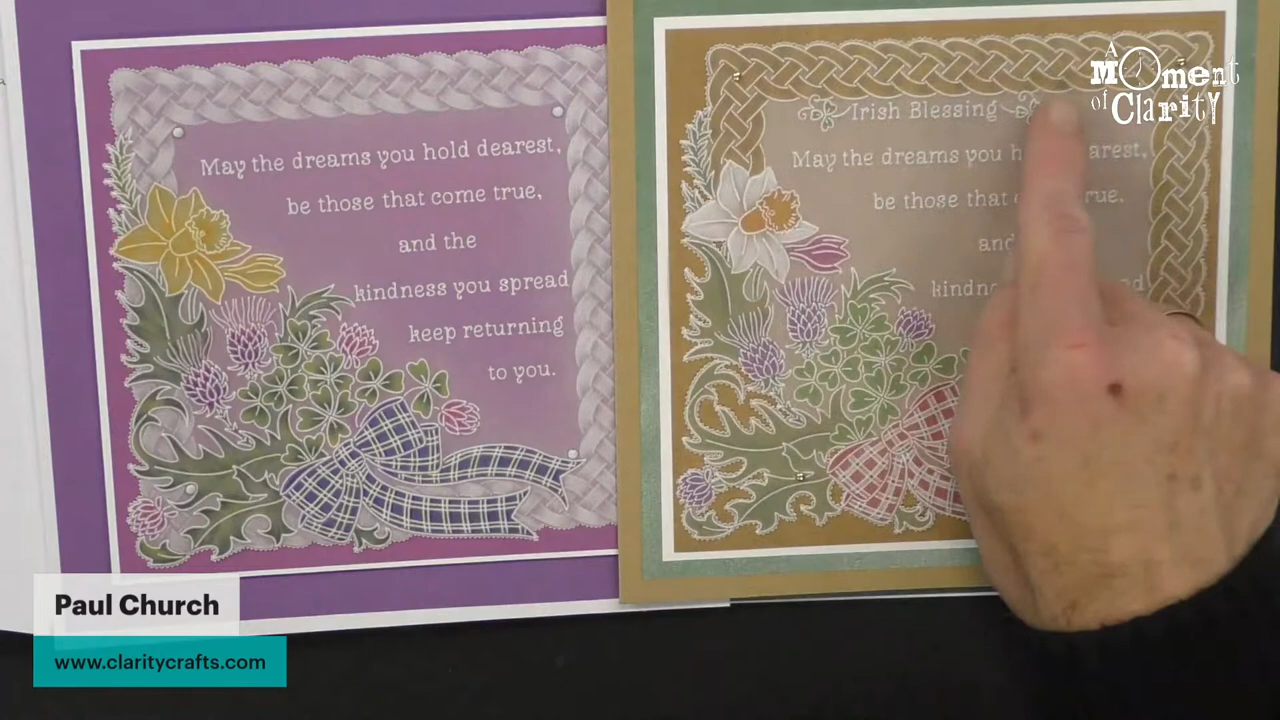 A
Moment
of Clarity
May the dreams you hold dearest,
be those that come true,
and the
kindness you spread
keep returning
to you.
Irish Blessing
May the dreams you h arest,
be those that rue,
and
Paul Church
www.claritycrafts.com